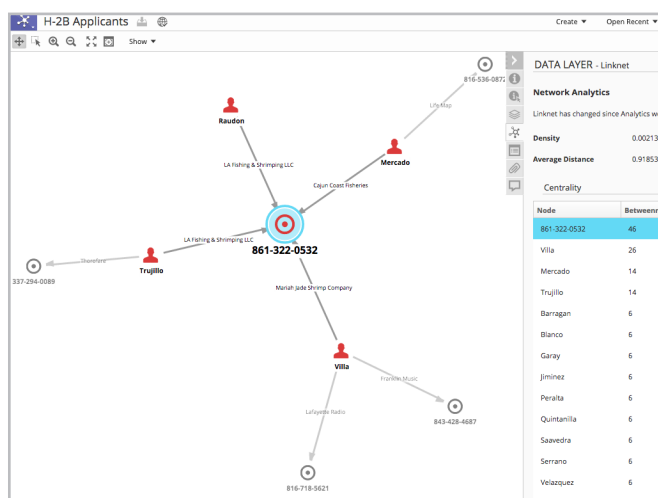 H-2B Applicants
Create
Open Recent
Show
816-536-0872
Life Map
Raudon
LA Fishing & Shrimping LLC
Mercado
Cajun Coast Fisheries
LA Fishing & Shrimping LLC
861-322-0532
Therefore
Trujillo
337-294-0089
Mariah Jade Shrimp Company
Villa
Franklin Music
Lafayette Radio
843-428-4687
816-718-5621
DATA LAYER - Linknet
Network Analytics
Linknet has changed since Analytics we
Density 0.00213
Average Distance 0.91853
Centrality
Node Betweenn
861-322-0532 46
Villa 26
Mercado 14
Trujillo 14
Barragan 6
Blanco 6
Garay 6
Jiminez 6
Peralta 6
Quintanilla 6
Saavedra 6
Serrano 6
Velazquez 6